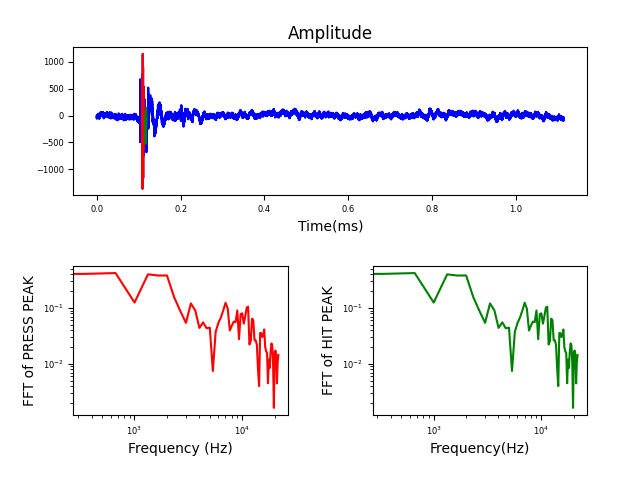 Amplitude
1000
500
0
−500
−1000
0.0 0.2 0.4 0.6 0.8 1.0
Time(ms)
FFT of PRESS PEAK
10⁻¹
10⁻²
10³ 10⁴
Frequency (Hz)
FFT of HIT PEAK
10⁻¹
10⁻²
10³ 10⁴
Frequency(Hz)